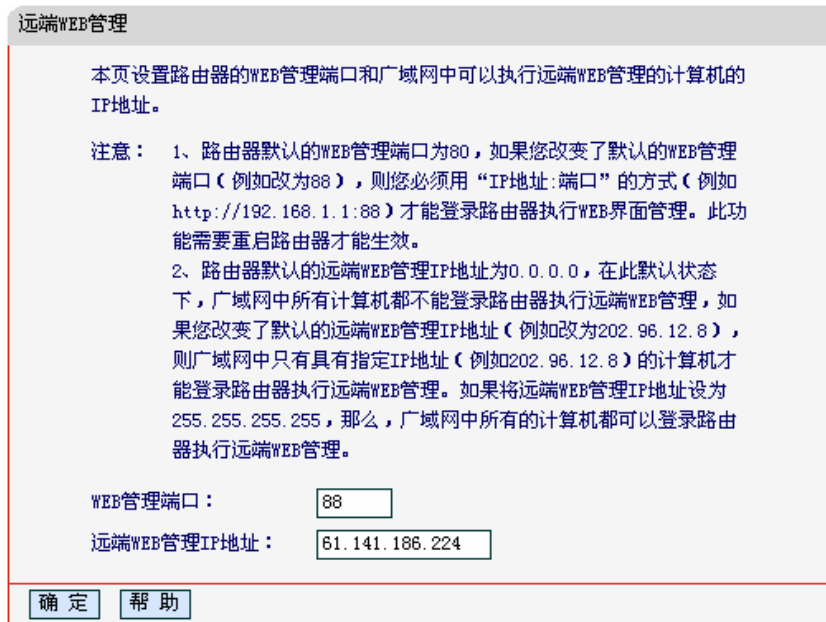 远端WEB管理
本页设置路由器的WEB管理端口和广域网中可以执行远端WEB管理的计算机的
IP地址。
注意： 1、路由器默认的WEB管理端口为80，如果您改变了默认的WEB管理
端口（例如改为88），则您必须用“IP地址:端口”的方式（例如
http://192.168.1.1:88）才能登录路由器执行WEB界面管理。此功
能需要重启路由器才能生效。
2、路由器默认的远端WEB管理IP地址为0.0.0.0，在此默认状态
下，广域网中所有计算机都不能登录路由器执行远端WEB管理，如
果您改变了默认的远端WEB管理IP地址（例如改为202.96.12.8），
则广域网中只有具有指定IP地址（例如202.96.12.8）的计算机才
能登录路由器执行远端WEB管理。如果将远端WEB管理IP地址设为
255.255.255.255，那么，广域网中所有的计算机都可以登录路由
器执行远端WEB管理。
WEB管理端口： 88
远端WEB管理IP地址： 61.141.186.224
确 定 帮 助